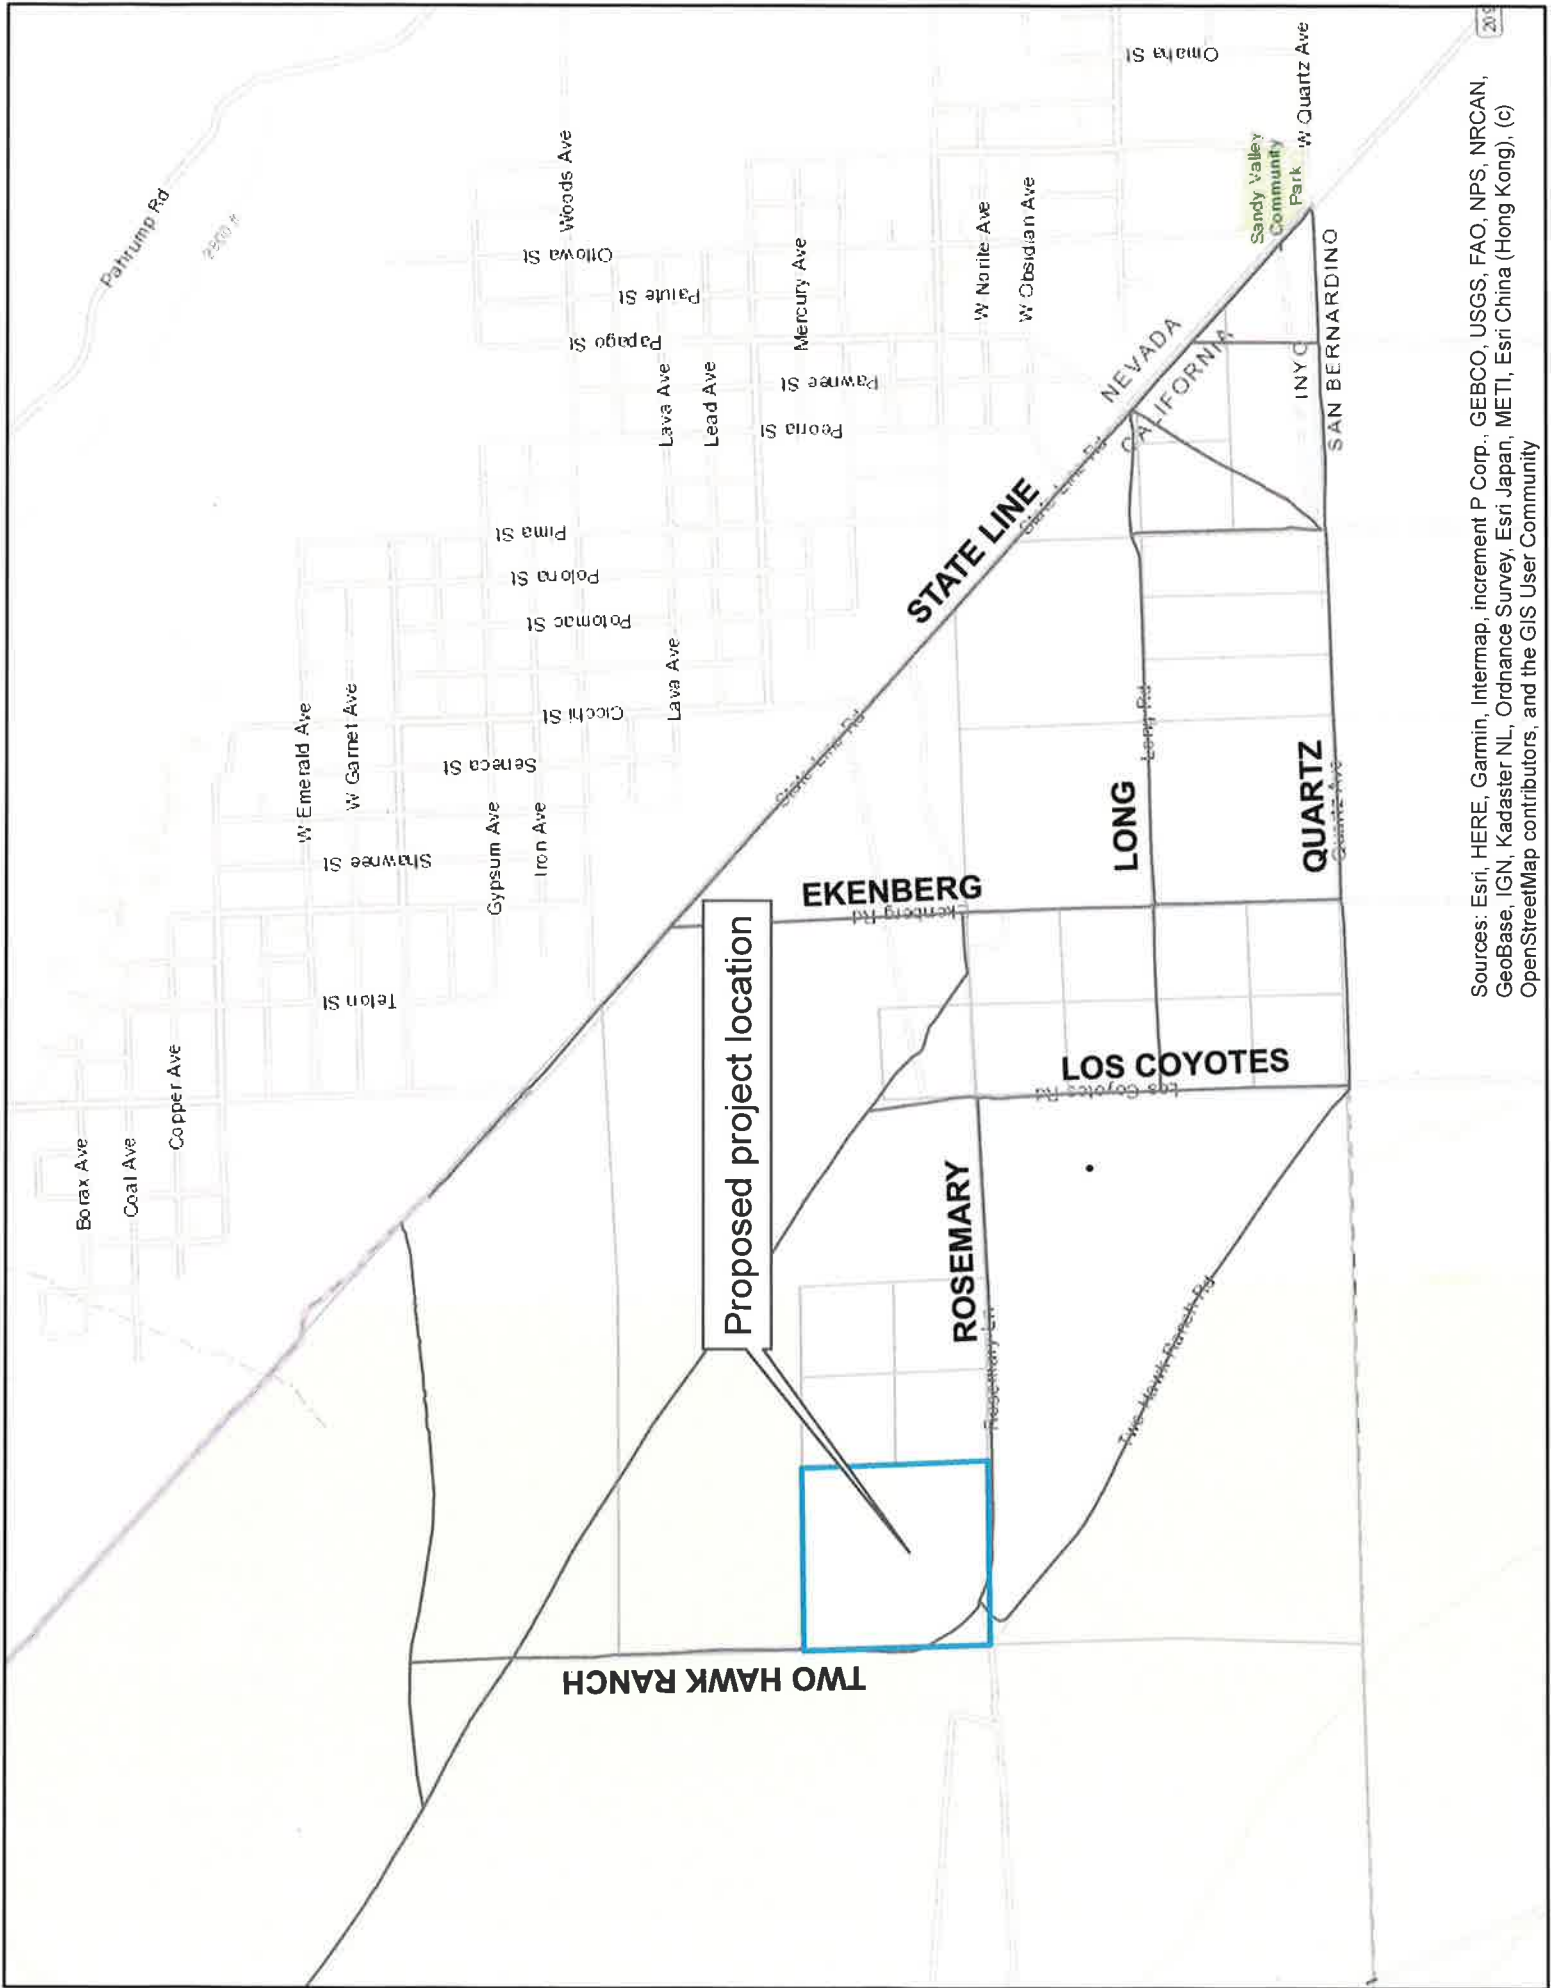 Pahrump Rd
2800 ft
Borax Ave
Coal Ave
Copper Ave
Teton St
W Emerald Ave
W Garnet Ave
Shawnee St
Gypsum Ave
Iron Ave
Seneca St
Cicchi St
Lava Ave
Potomac St
Polona St
Pima St
Woods Ave
Ottowa St
Paiute St
Papago St
Lava Ave
Lead Ave
Mercury Ave
Pawnee St
Peoria St
W Norite Ave
W Obsidian Ave
Omaha St
W Quartz Ave
Sandy Valley
Community
Park
NEVADA
CALIFORNIA
INYO
SAN BERNARDINO
STATE LINE
State Line Rd
State Line Rd
EKENBERG
Ekenberg Rd
LONG
Long Rd
QUARTZ
Quartz Ave
LOS COYOTES
Los Coyotes Rd
Proposed project location
ROSEMARY
Rosemary Ln
Two Hawk Ranch Rd
TWO HAWK RANCH
Sources: Esri, HERE, Garmin, Intermap, increment P Corp., GEBCO, USGS, FAO, NPS, NRCAN,
GeoBase, IGN, Kadaster NL, Ordnance Survey, Esri Japan, METI, Esri China (Hong Kong), (c)
OpenStreetMap contributors, and the GIS User Community